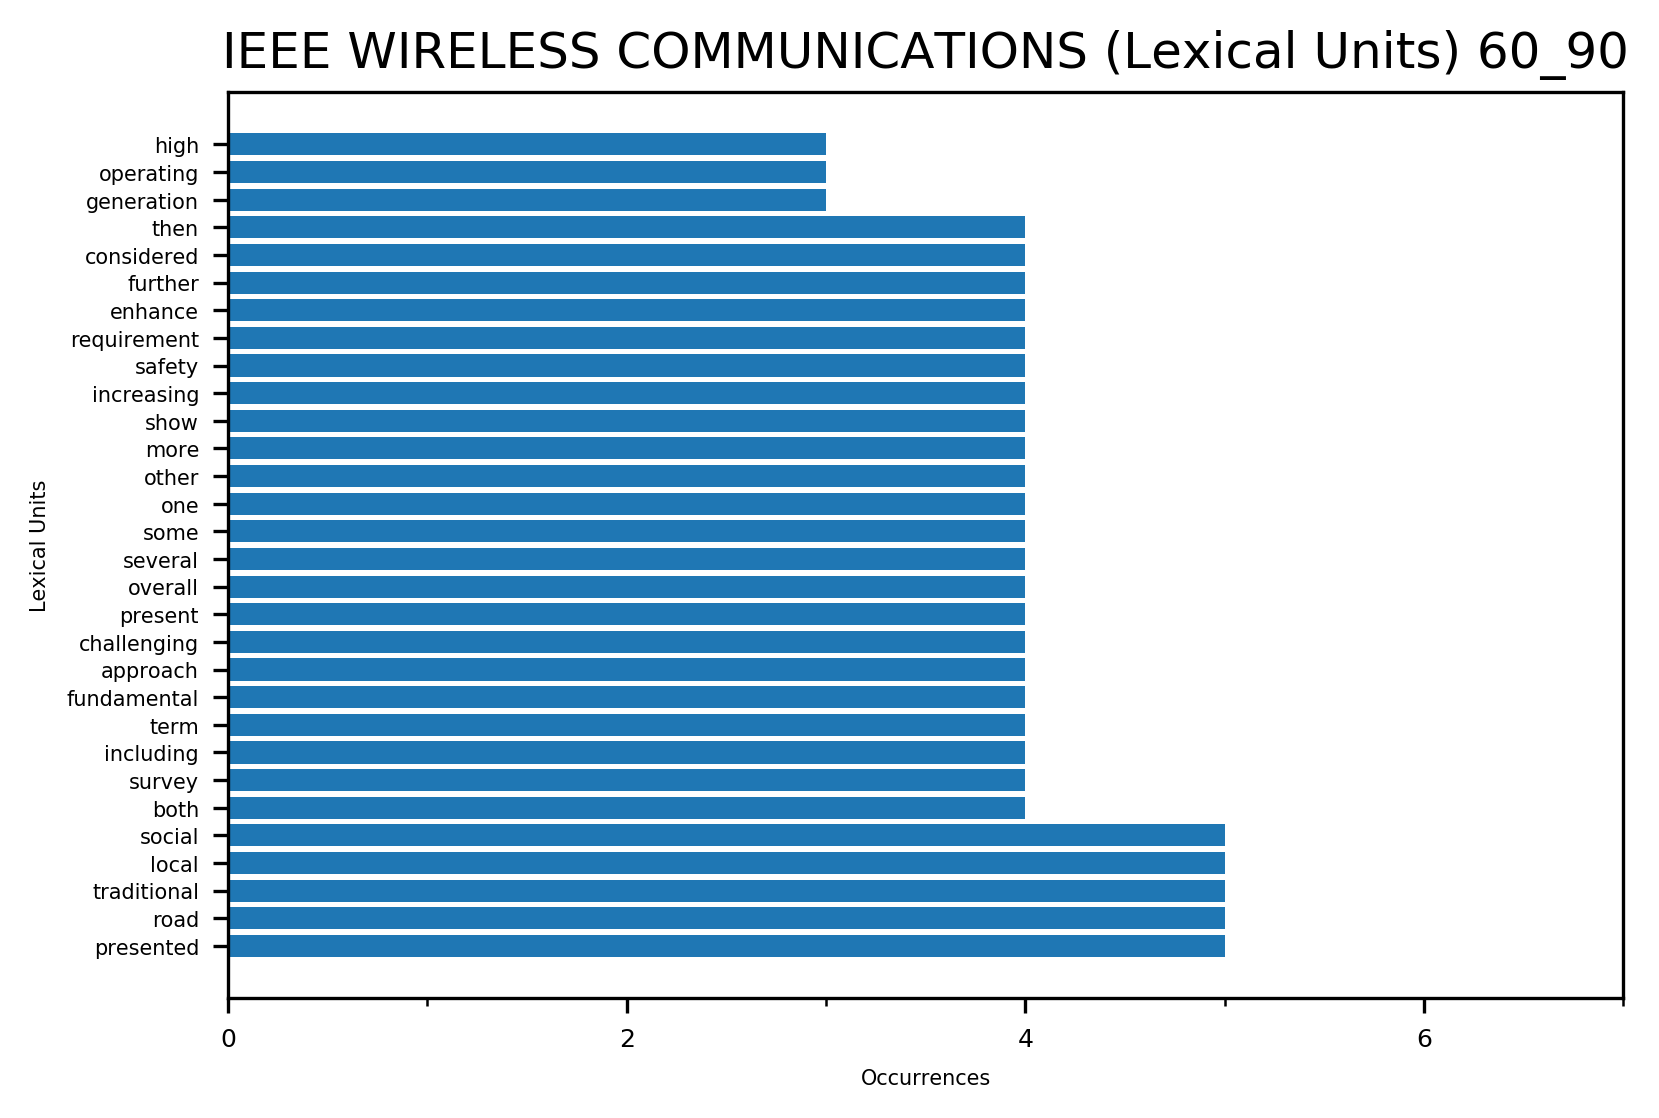 IEEE WIRELESS COMMUNICATIONS (Lexical Units) 60_90
high
operating
generation
then
considered
further
enhance
requirement
safety
increasing
show
more
other
one
some
several
overall
present
challenging
approach
fundamental
term
including
survey
both
social
local
traditional
road
presented
Lexical Units
0 2 4 6
Occurrences